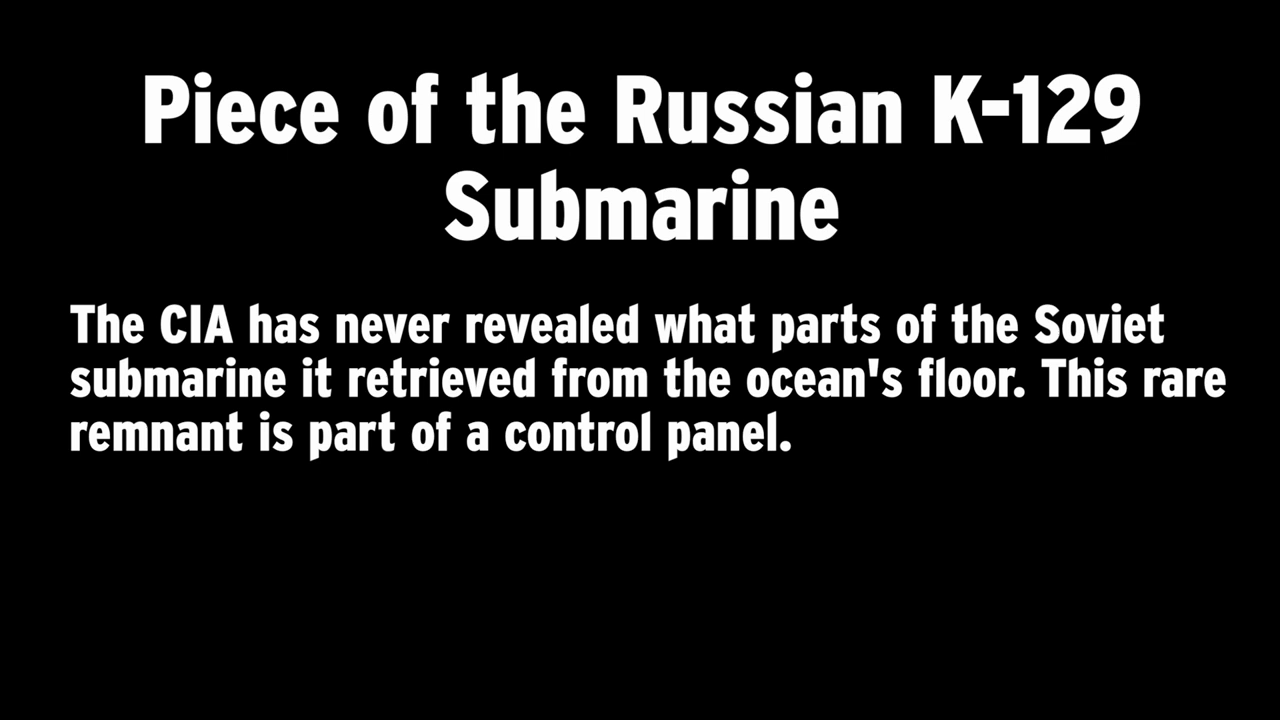 Piece of the Russian K-129
Submarine
The CIA has never revealed what parts of the Soviet
submarine it retrieved from the ocean's floor. This rare
remnant is part of a control panel.